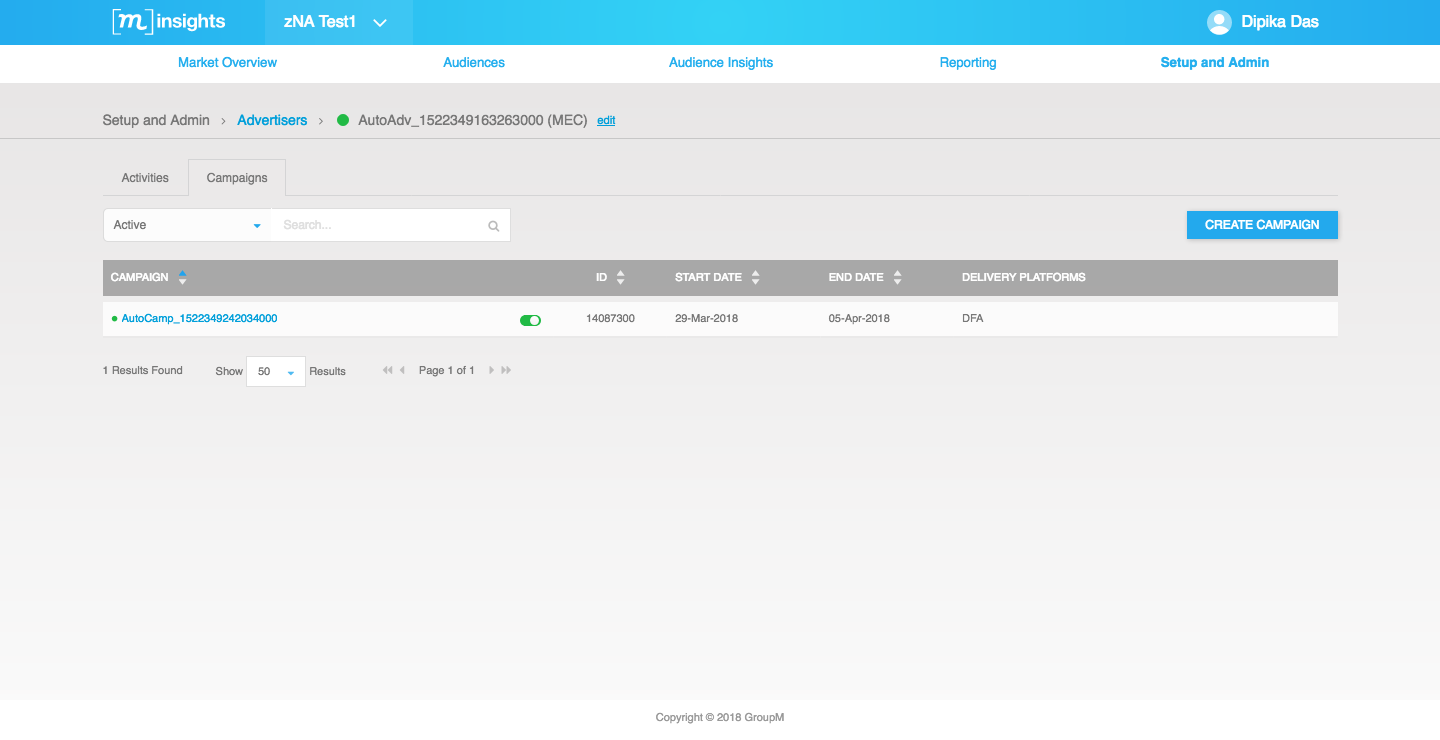 [m]insights zNA Test1 Dipika Das
Market Overview Audiences Audience Insights Reporting Setup and Admin
Setup and Admin › Advertisers › AutoAdv_1522349163263000 (MEC) edit
Activities Campaigns
Active Search... CREATE CAMPAIGN
CAMPAIGN ID START DATE END DATE DELIVERY PLATFORMS
AutoCamp_1522349242034000 14087300 29-Mar-2018 05-Apr-2018 DFA
1 Results Found Show 50 Results Page 1 of 1
Copyright © 2018 GroupM